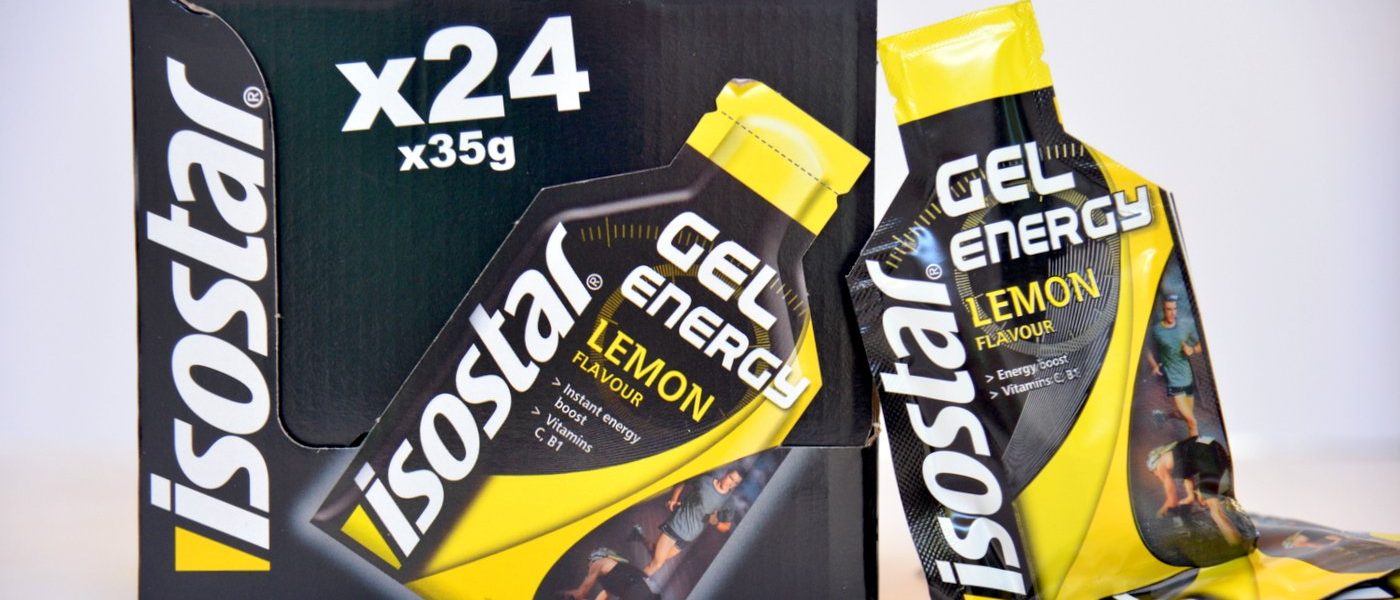 isostar®
x24
x35g
isostar®
GEL
ENERGY
LEMON
FLAVOUR
> Instant energy
boost
> Vitamins
C, B1
isostar®
GEL
ENERGY
LEMON
FLAVOUR
> Energy boost
> Vitamins C, B1